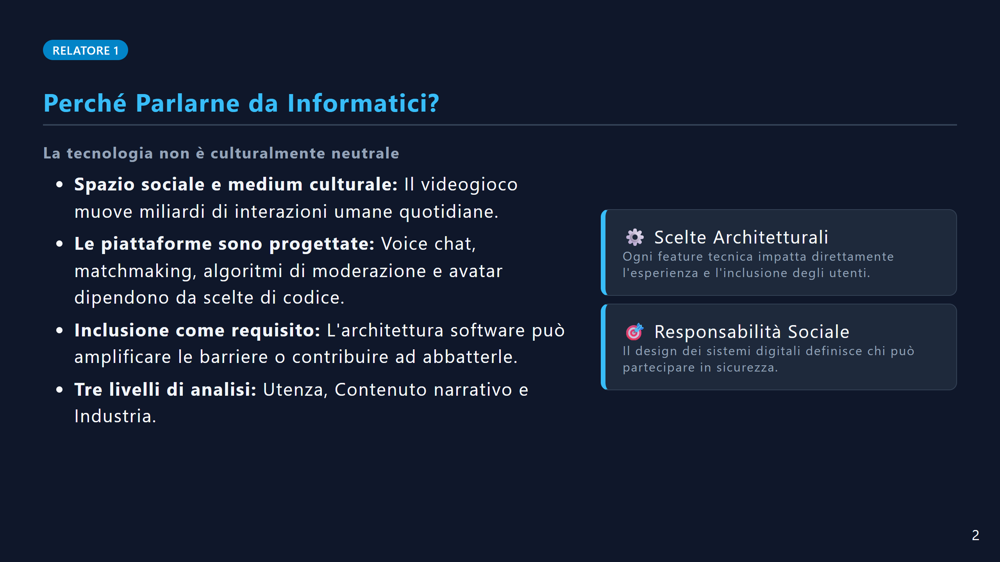 RELATORE 1
Perché Parlarne da Informatici?
La tecnologia non è culturalmente neutrale
• Spazio sociale e medium culturale: Il videogioco
muove miliardi di interazioni umane quotidiane.
• Le piattaforme sono progettate: Voice chat,
matchmaking, algoritmi di moderazione e avatar
dipendono da scelte di codice.
• Inclusione come requisito: L'architettura software può
amplificare le barriere o contribuire ad abbatterle.
• Tre livelli di analisi: Utenza, Contenuto narrativo e
Industria.
Scelte Architetturali
Ogni feature tecnica impatta direttamente
l'esperienza e l'inclusione degli utenti.
Responsabilità Sociale
Il design dei sistemi digitali definisce chi può
partecipare in sicurezza.
2